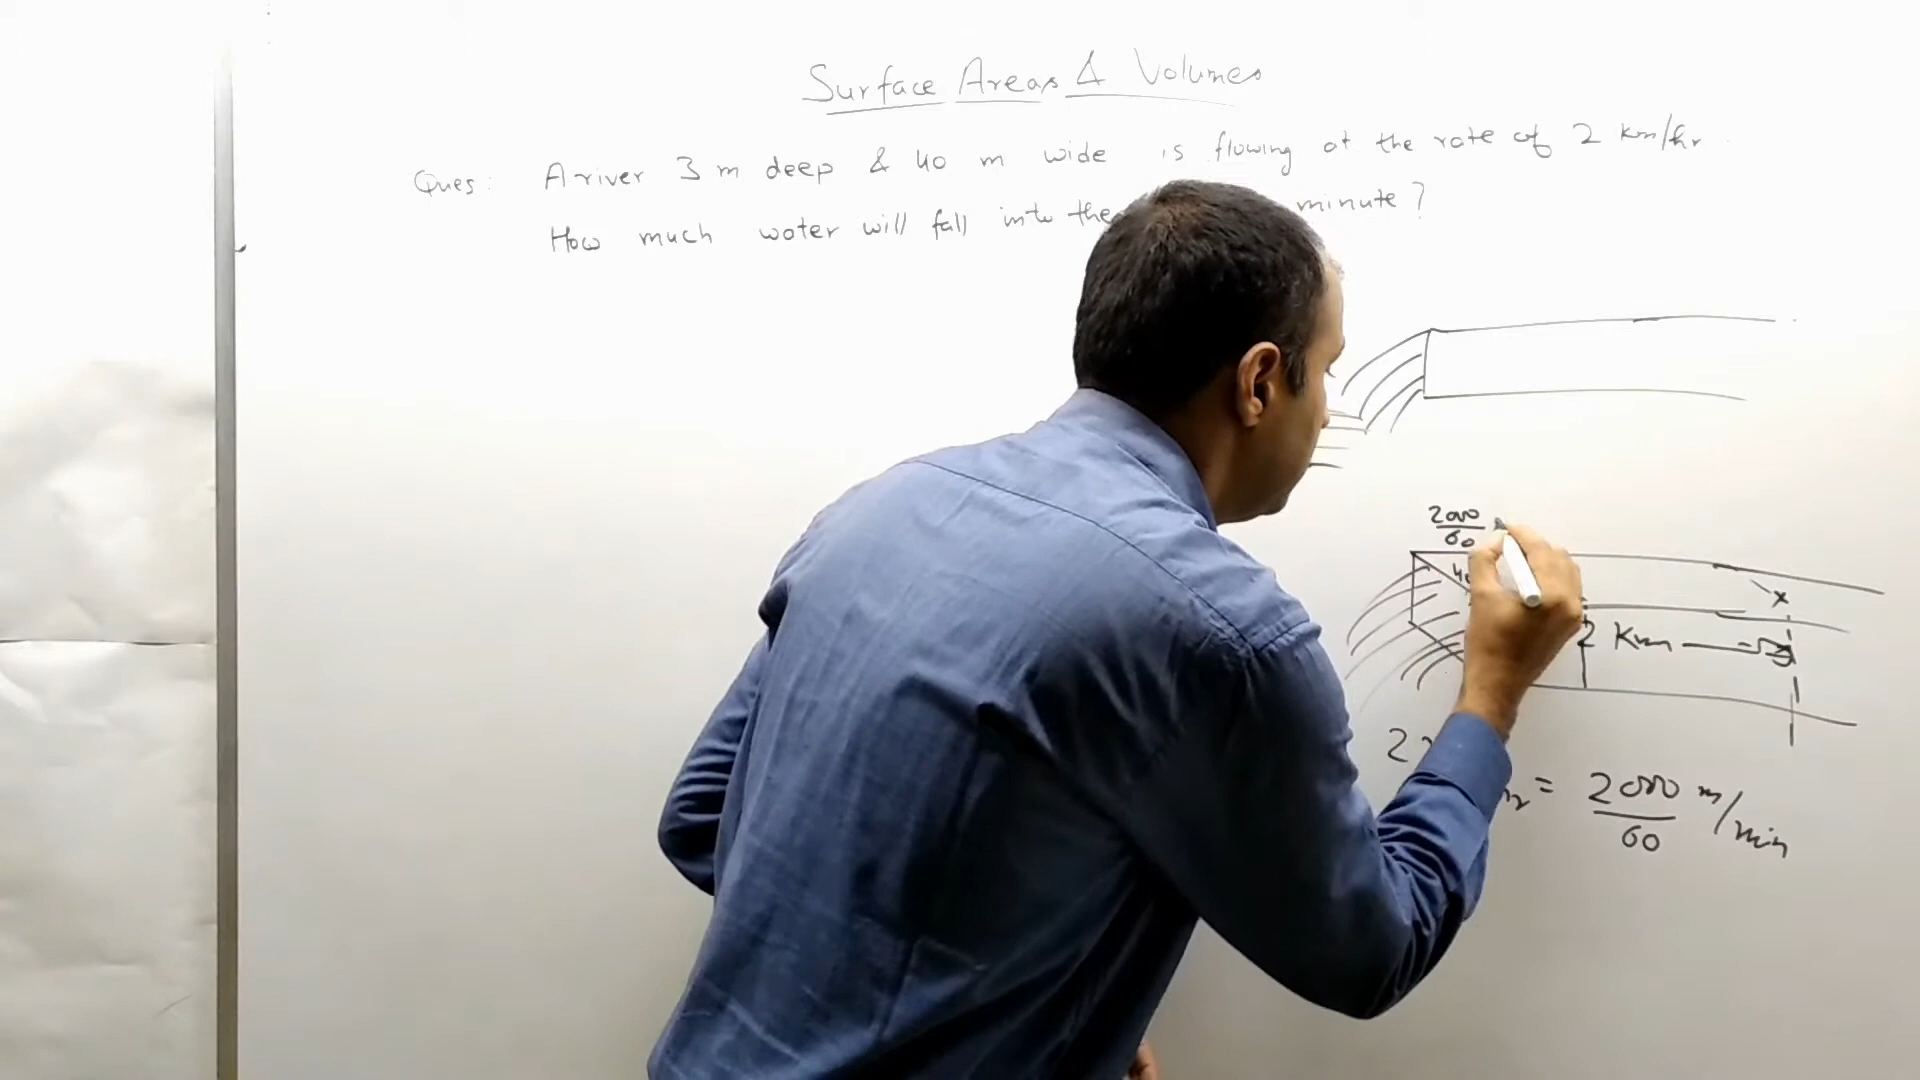 Surface Areas & Volumes
Ques: A river 3 m deep & 40 m wide is flowing at the rate of 2 Km/hr.
How much water will fall into the minute?
2000
60
2 Km
2
= 2000 m/min
60